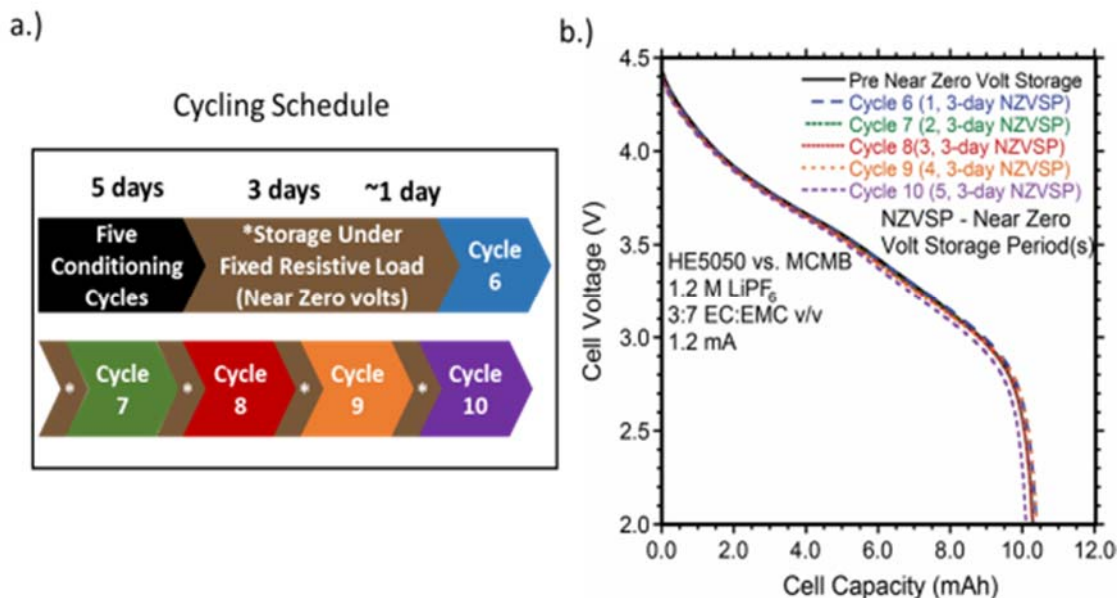 a.)
Cycling Schedule
5 days 3 days ~1 day
Five
Conditioning
Cycles
*Storage Under
Fixed Resistive Load
(Near Zero volts)
Cycle
6
*
Cycle
7
*
Cycle
8
*
Cycle
9
*
Cycle
10
b.)
Cell Voltage (V)
4.5
4.0
3.5
3.0
2.5
2.0
Pre Near Zero Volt Storage
Cycle 6 (1, 3-day NZVSP)
Cycle 7 (2, 3-day NZVSP)
Cycle 8(3, 3-day NZVSP)
Cycle 9 (4, 3-day NZVSP)
Cycle 10 (5, 3-day NZVSP)
NZVSP - Near Zero
Volt Storage Period(s)
HE5050 vs. MCMB
1.2 M LiPF₆
3:7 EC:EMC v/v
1.2 mA
0.0 2.0 4.0 6.0 8.0 10.0 12.0
Cell Capacity (mAh)